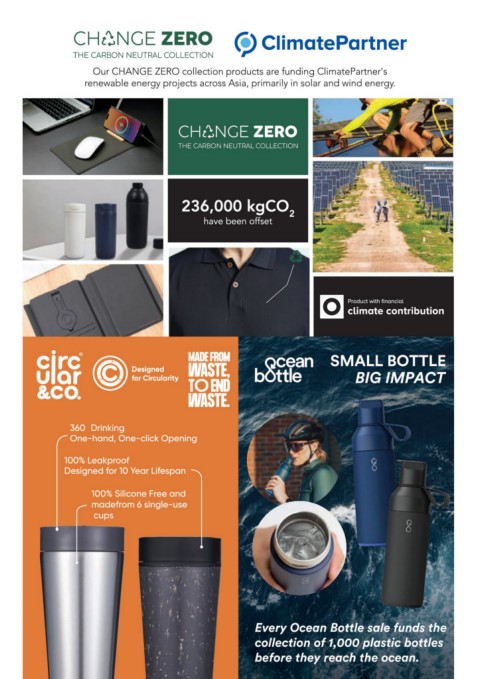 CHANGE ZERO
THE CARBON NEUTRAL COLLECTION
ClimatePartner
Our CHANGE ZERO collection products are funding ClimatePartner's
renewable energy projects across Asia, primarily in solar and wind energy.
CHANGE ZERO
THE CARBON NEUTRAL COLLECTION
236,000 kgCO2
have been offset
Product with financial
climate contribution
circ
ular
&co.
Designed
for Circularity
MADE FROM
WASTE,
TO END
WASTE.
360 Drinking
One-hand, One-click Opening
100% Leakproof
Designed for 10 Year Lifespan
100% Silicone Free and
madefrom 6 single-use
cups
ocean
bottle
SMALL BOTTLE
BIG IMPACT
Every Ocean Bottle sale funds the
collection of 1,000 plastic bottles
before they reach the ocean.